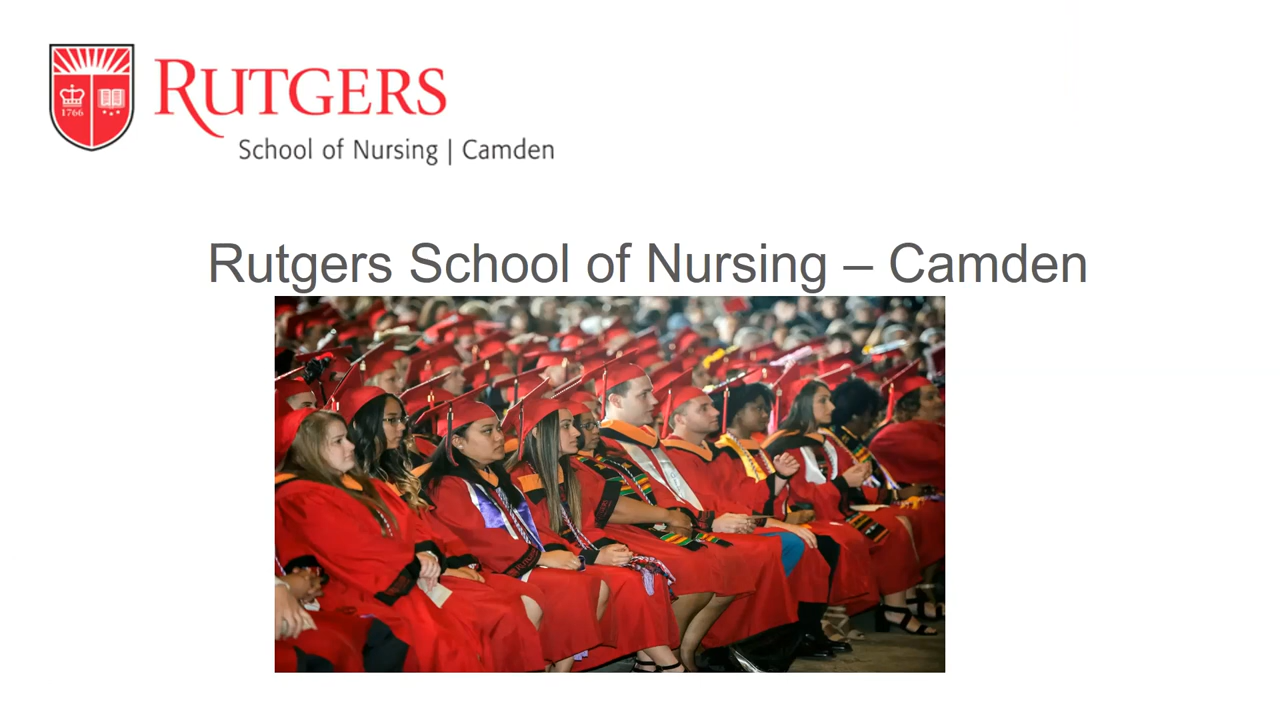 1766
RUTGERS
School of Nursing | Camden
Rutgers School of Nursing – Camden